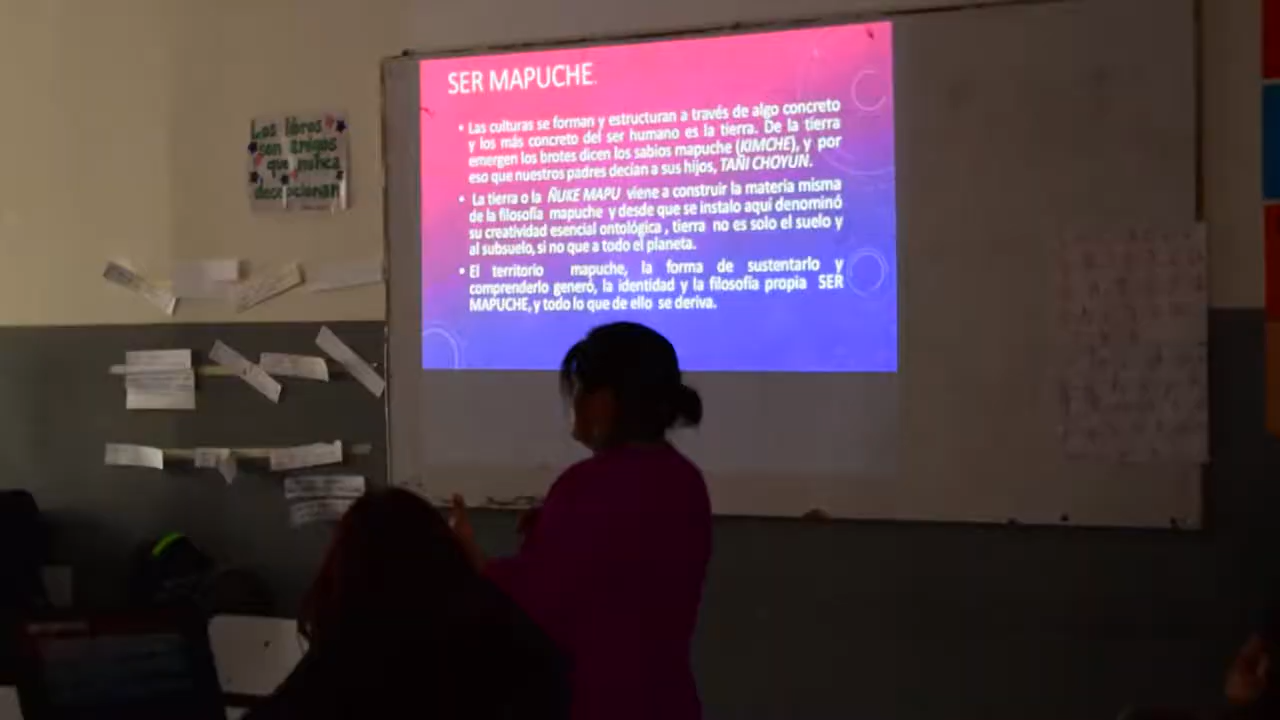 Los libros
son amigos
que nunca
decepcionan
SER MAPUCHE
• Las culturas se forman y estructuran a través de algo concreto
y los más concreto del ser humano es la tierra. De la tierra
emergen los brotes dicen los sabios mapuche (KIMCHE), y por
eso que nuestros padres decían a sus hijos, TAÑI CHOYÜN.
• La tierra o la ÑUKE MAPU viene a construir la materia misma
de la filosofía mapuche y desde que se instalo aquí denominó
su creatividad esencial ontológica , tierra no es solo el suelo y
al subsuelo, si no que a todo el planeta.
• El territorio mapuche, la forma de sustentarlo y
comprenderlo generó, la identidad y la filosofía propia SER
MAPUCHE, y todo lo que de ello se deriva.